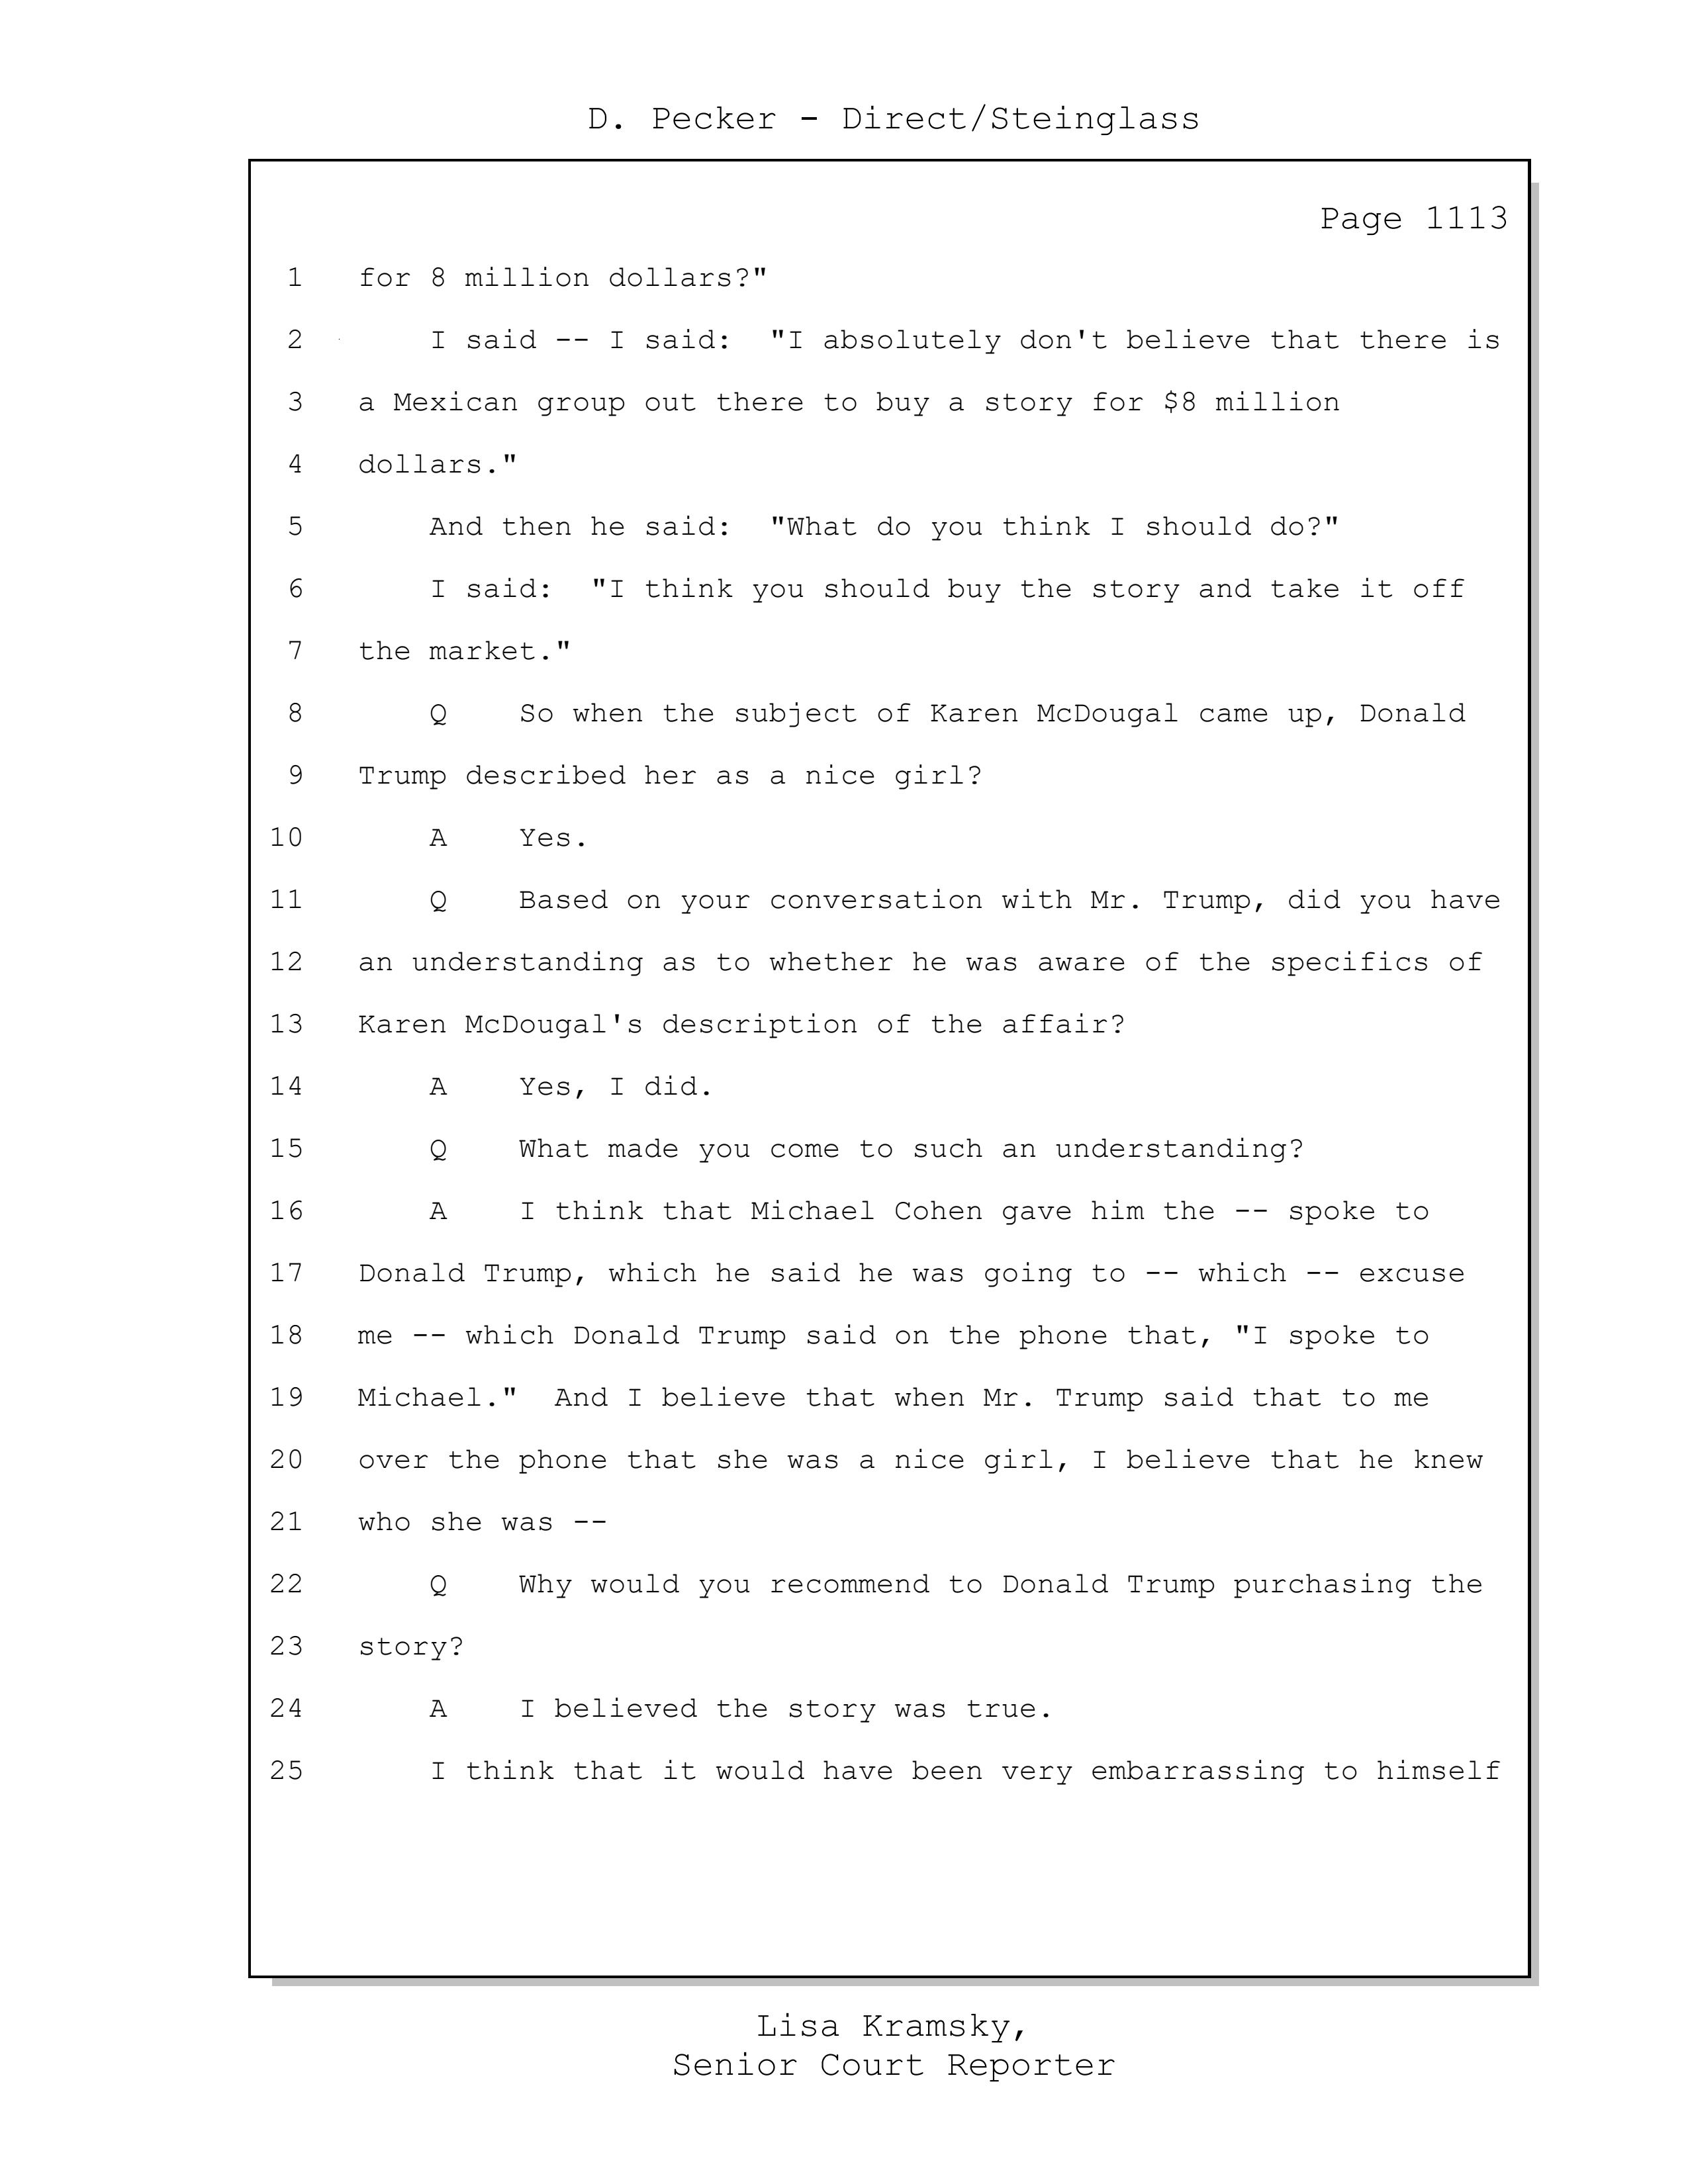 D. Pecker - Direct/Steinglass
Page 1113
1 for 8 million dollars?"
2 I said -- I said: "I absolutely don't believe that there is
3 a Mexican group out there to buy a story for $8 million
4 dollars."
5 And then he said: "What do you think I should do?"
6 I said: "I think you should buy the story and take it off
7 the market."
8 Q So when the subject of Karen McDougal came up, Donald
9 Trump described her as a nice girl?
10 A Yes.
11 Q Based on your conversation with Mr. Trump, did you have
12 an understanding as to whether he was aware of the specifics of
13 Karen McDougal's description of the affair?
14 A Yes, I did.
15 Q What made you come to such an understanding?
16 A I think that Michael Cohen gave him the -- spoke to
17 Donald Trump, which he said he was going to -- which -- excuse
18 me -- which Donald Trump said on the phone that, "I spoke to
19 Michael." And I believe that when Mr. Trump said that to me
20 over the phone that she was a nice girl, I believe that he knew
21 who she was --
22 Q Why would you recommend to Donald Trump purchasing the
23 story?
24 A I believed the story was true.
25 I think that it would have been very embarrassing to himself
Lisa Kramsky,
Senior Court Reporter